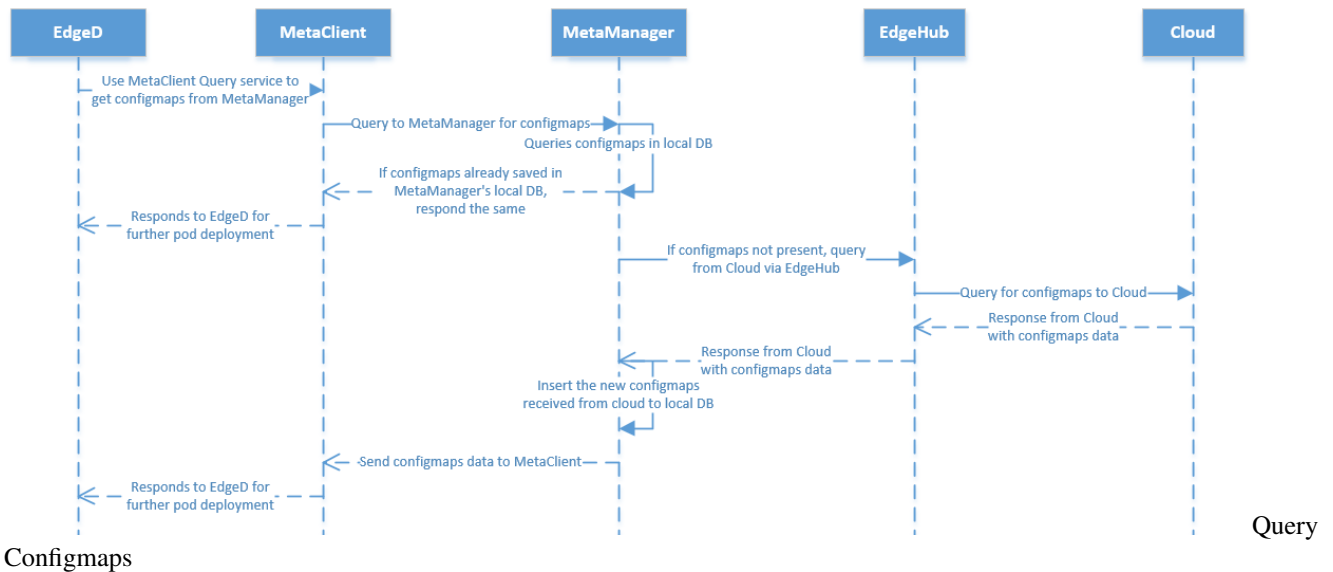 EdgeD
MetaClient
MetaManager
EdgeHub
Cloud
Use MetaClient Query service to
get configmaps from MetaManager
Query to MetaManager for configmaps
Queries configmaps in local DB
If configmaps already saved in
MetaManager's local DB,
respond the same
Responds to EdgeD for
further pod deployment
If configmaps not present, query
from Cloud via EdgeHub
Query for configmaps to Cloud
Response from Cloud
with configmaps data
Response from Cloud
with configmaps data
Insert the new configmaps
received from cloud to local DB
Send configmaps data to MetaClient
Responds to EdgeD for
further pod deployment
Query
Configmaps